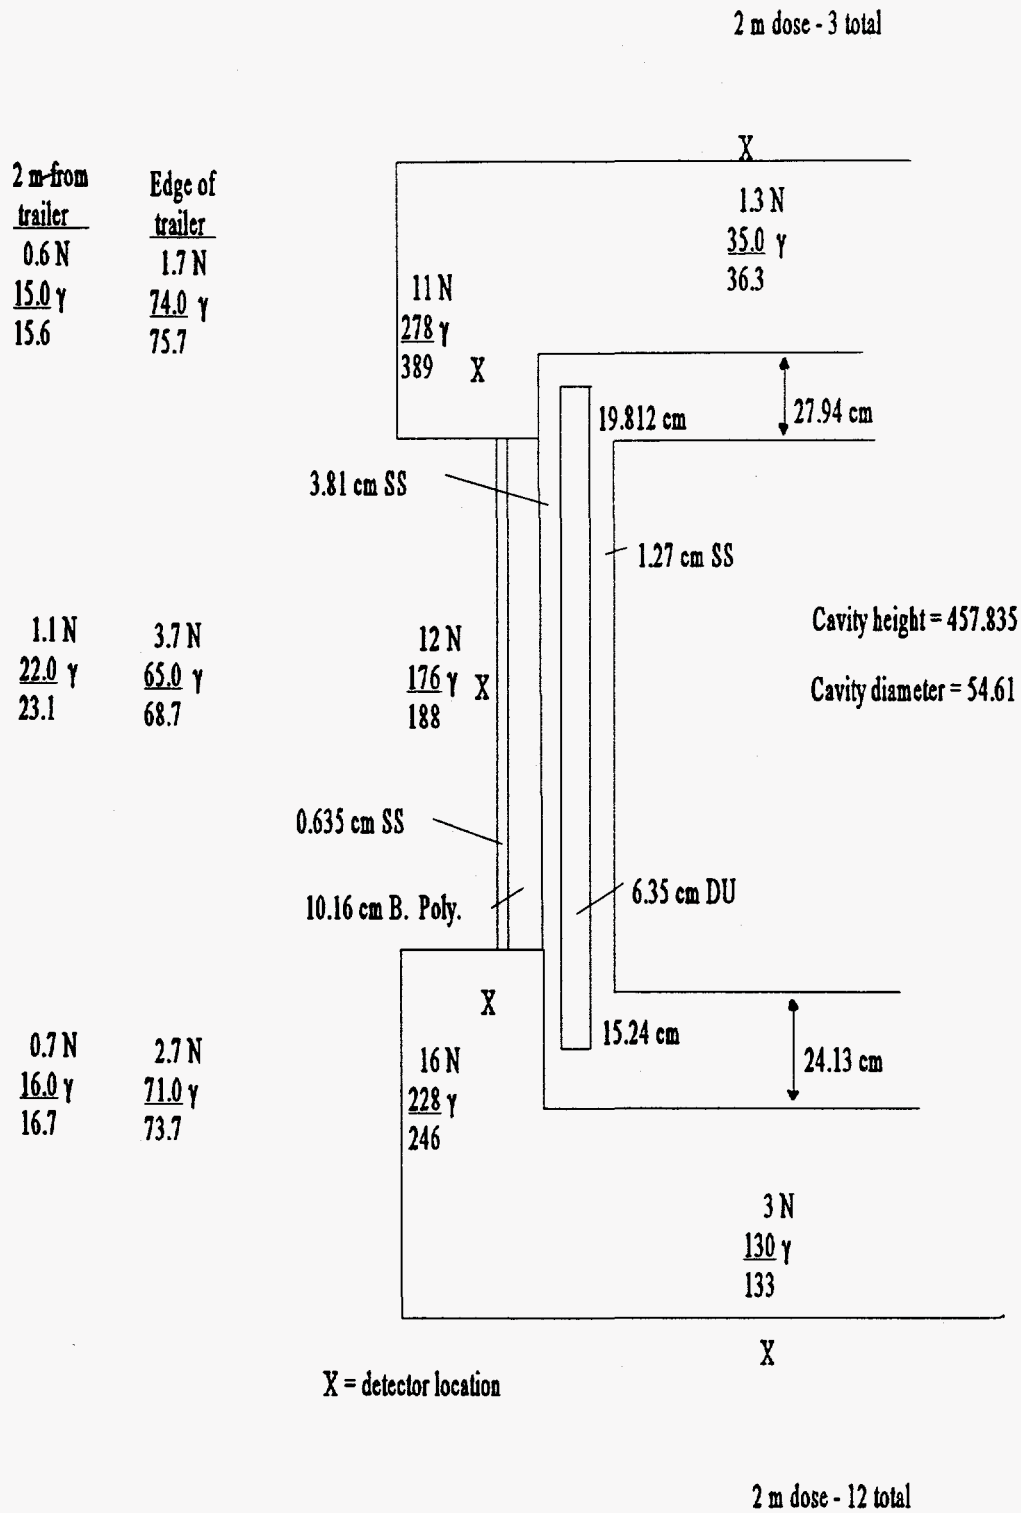 2 m dose - 3 total
X
2 m from
trailer
0.6 N
15.0 γ
15.6
Edge of
trailer
1.7 N
74.0 γ
75.7
1.3 N
35.0 γ
36.3
11 N
278 γ
389 X
19.812 cm
27.94 cm
3.81 cm SS
1.27 cm SS
Cavity height = 457.835
Cavity diameter = 54.61
1.1 N
22.0 γ
23.1
3.7 N
65.0 γ
68.7
12 N
176 γ X
188
0.635 cm SS
10.16 cm B. Poly.
6.35 cm DU
X
15.24 cm
24.13 cm
0.7 N
16.0 γ
16.7
2.7 N
71.0 γ
73.7
16 N
228 γ
246
3 N
130 γ
133
X
X = detector location
2 m dose - 12 total